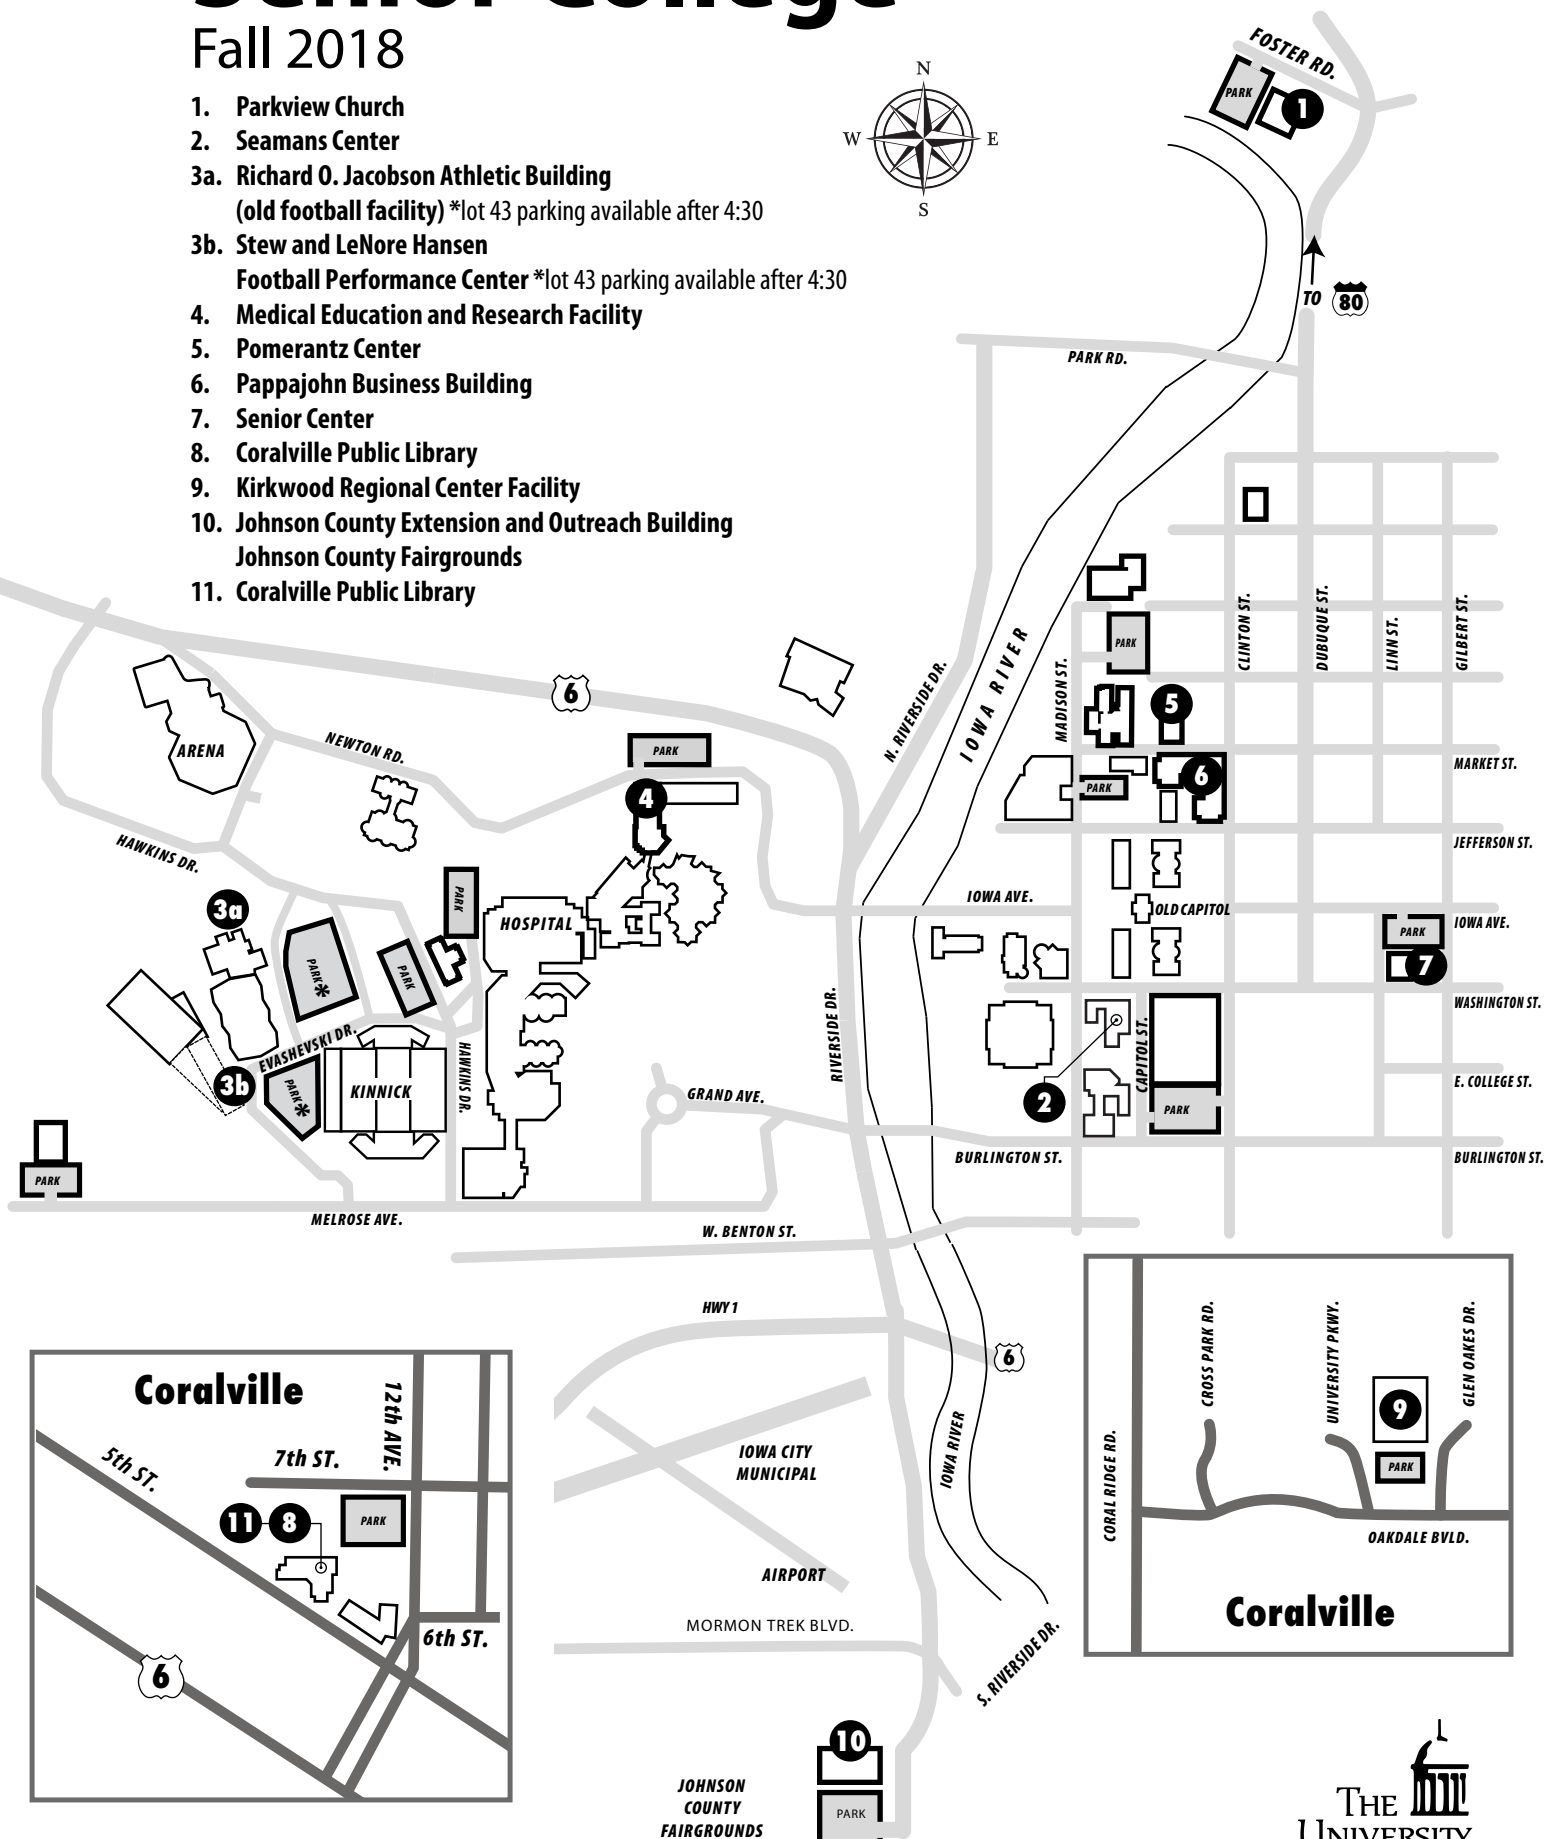 Senior College
Fall 2018
1. Parkview Church
2. Seamans Center
3a. Richard O. Jacobson Athletic Building
(old football facility) *lot 43 parking available after 4:30
3b. Stew and LeNore Hansen
Football Performance Center *lot 43 parking available after 4:30
4. Medical Education and Research Facility
5. Pomerantz Center
6. Pappajohn Business Building
7. Senior Center
8. Coralville Public Library
9. Kirkwood Regional Center Facility
10. Johnson County Extension and Outreach Building
Johnson County Fairgrounds
11. Coralville Public Library
N
W
E
S
FOSTER RD.
PARK
1
TO 80
PARK RD.
CLINTON ST.
DUBUQUE ST.
LINN ST.
GILBERT ST.
PARK
MADISON ST.
IOWA RIVER
N. RIVERSIDE DR.
6
5
ARENA
NEWTON RD.
PARK
MARKET ST.
6
PARK
4
HAWKINS DR.
JEFFERSON ST.
PARK
3a
HOSPITAL
IOWA AVE.
OLD CAPITOL
IOWA AVE.
PARK
7
PARK*
PARK
WASHINGTON ST.
EVASHEVSKI DR.
RIVERSIDE DR.
CAPITOL ST.
HAWKINS DR.
3b
PARK*
KINNICK
GRAND AVE.
2
PARK
E. COLLEGE ST.
BURLINGTON ST.
BURLINGTON ST.
PARK
MELROSE AVE.
W. BENTON ST.
HWY 1
6
Coralville
12th AVE.
5th ST.
7th ST.
11
8
PARK
6th ST.
6
IOWA CITY
MUNICIPAL
AIRPORT
IOWA RIVER
MORMON TREK BLVD.
S. RIVERSIDE DR.
CORAL RIDGE RD.
CROSS PARK RD.
UNIVERSITY PKWY.
GLEN OAKES DR.
9
PARK
OAKDALE BVLD.
Coralville
10
PARK
JOHNSON
COUNTY
FAIRGROUNDS
THE
UNIVERSITY